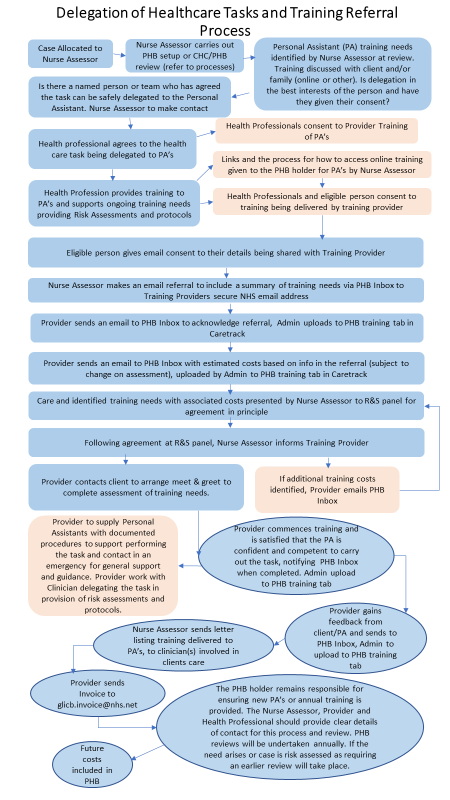 Delegation of Healthcare Tasks and Training Referral
Process
Case Allocated to
Nurse Assessor
Nurse Assessor carries out
PHB setup or CHC/PHB
review (refer to processes)
Personal Assistant (PA) training needs
identified by Nurse Assessor at review.
Training discussed with client and/or
family (online or other). Is delegation in
the best interests of the person and have
they given their consent?
Is there a named person or team who has agreed
the task can be safely delegated to the Personal
Assistant. Nurse Assessor to make contact
Health professional agrees to the health
care task being delegated to PA's
Health Professionals consent to Provider Training
of PA's
Links and the process for how to access online training
given to the PHB holder for PA's by Nurse Assessor
Health Profession provides training to
PA's and supports ongoing training needs
providing Risk Assessments and protocols
Health Professionals and eligible person consent to
training being delivered by training provider
Eligible person gives email consent to their details being shared with Training Provider
Nurse Assessor makes an email referral to include a summary of training needs via PHB Inbox to
Training Providers secure NHS email address
Provider sends an email to PHB Inbox to acknowledge referral, Admin uploads to PHB training tab in
Caretrack
Provider sends an email to PHB Inbox with estimated costs based on info in the referral (subject to
change on assessment), uploaded by Admin to PHB training tab in Caretrack
Care and identified training needs with associated costs presented by Nurse Assessor to R&S panel for
agreement in principle
Following agreement at R&S panel, Nurse Assessor informs Training Provider
Provider contacts client to arrange meet & greet to
complete assessment of training needs.
If additional training costs
identified, Provider emails PHB
Inbox
Provider to supply Personal
Assistants with documented
procedures to support performing
the task and contact in an
emergency for general support
and guidance. Provider work with
Clinician delegating the task in
provision of risk assessments and
protocols.
Provider commences training and
is satisfied that the PA is
confident and competent to carry
out the task, notifying PHB Inbox
when completed. Admin upload
to PHB training tab
Provider gains
feedback from
client/PA and sends to
PHB Inbox, Admin to
upload to PHB training
tab
Nurse Assessor sends letter
listing training delivered to
PA's, to clinician(s) involved in
clients care
Provider sends
Invoice to
glicb.invoice@nhs.net
The PHB holder remains responsible for
ensuring new PA's or annual training is
provided. The Nurse Assessor, Provider and
Health Professional should provide clear details
of contact for this process and review. PHB
reviews will be undertaken annually. If the
need arises or case is risk assessed as requiring
an earlier review will take place.
Future
costs
included in
PHB